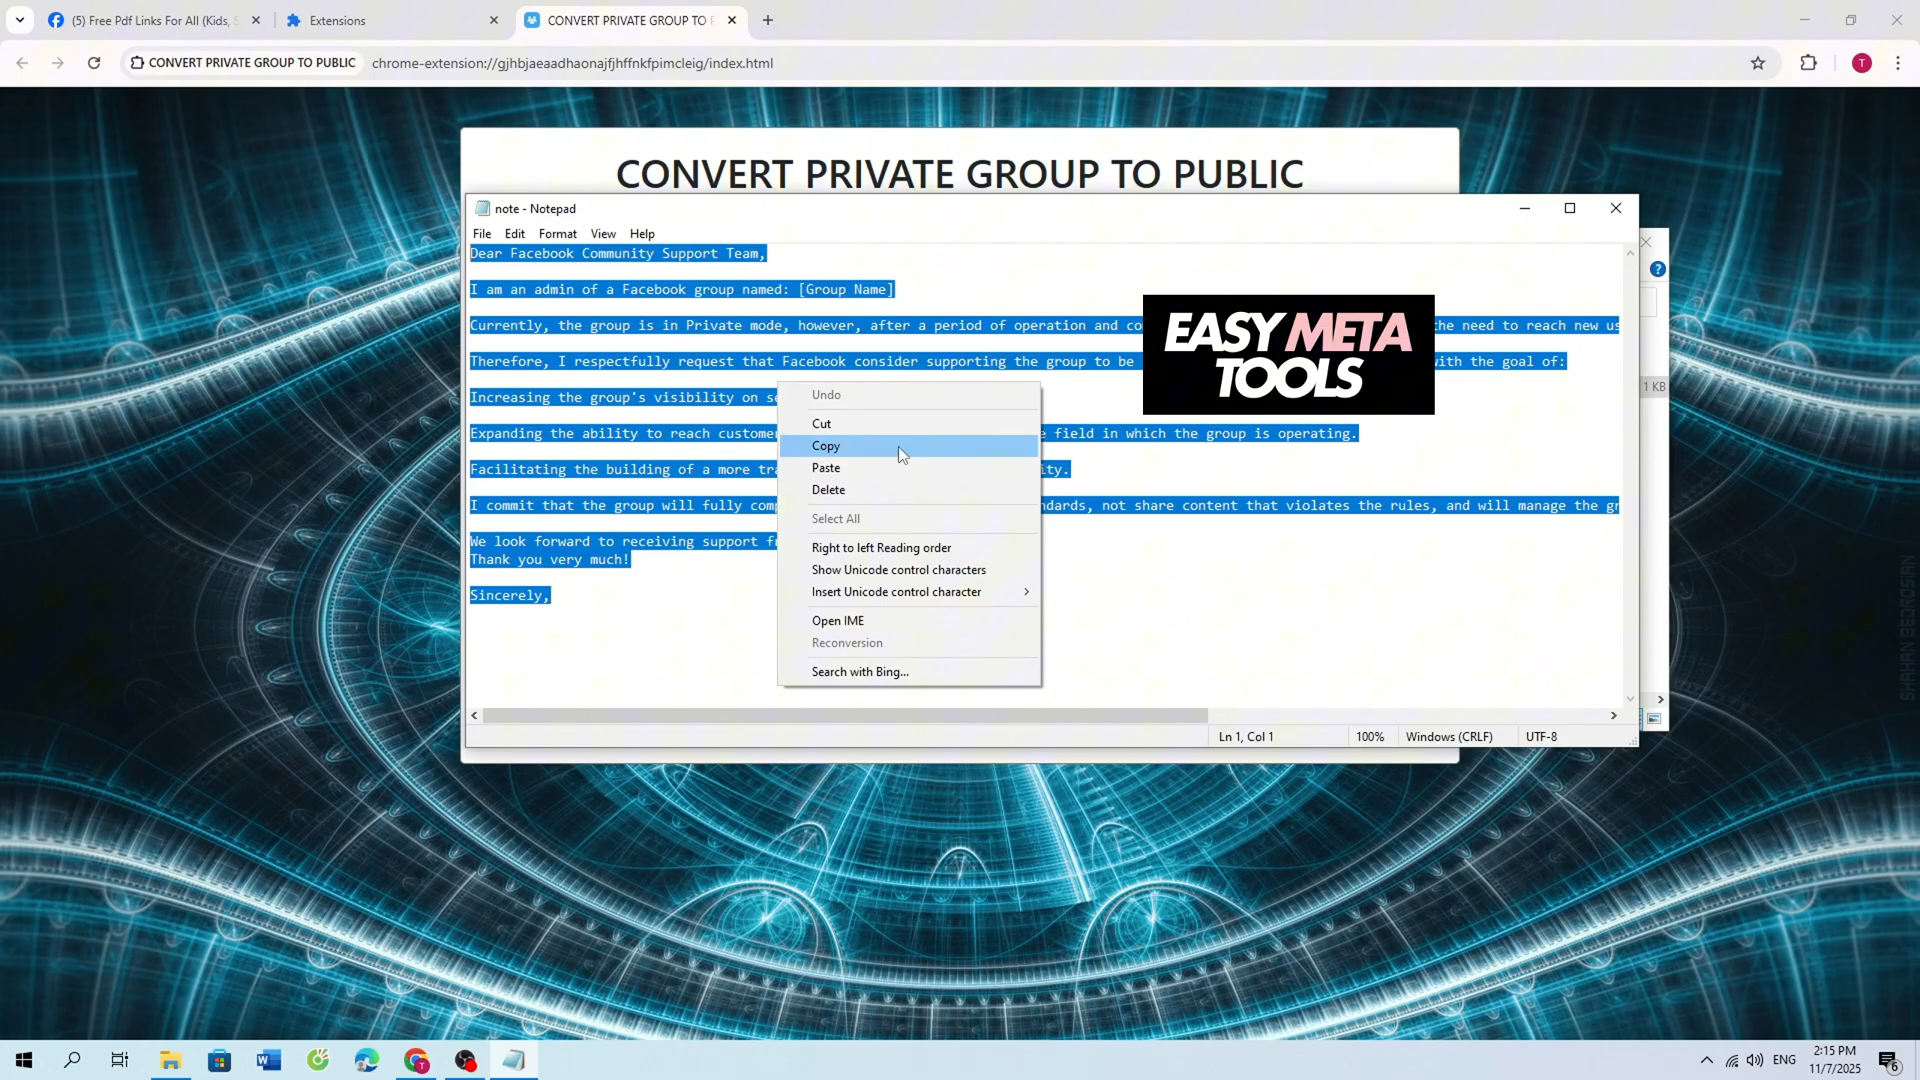 (5) Free Pdf Links For All (Kids,
Extensions
CONVERT PRIVATE GROUP TO P
CONVERT PRIVATE GROUP TO PUBLIC
chrome-extension://gjhbjaeaadhaonajfjhffnkfpimcleig/index.html
T
CONVERT PRIVATE GROUP TO PUBLIC
note - Notepad
File Edit Format View Help
Dear Facebook Community Support Team,
I am an admin of a Facebook group named: [Group Name]
Currently, the group is in Private mode, however, after a period of operation and co
the need to reach new us
Therefore, I respectfully request that Facebook consider supporting the group to be
with the goal of:
EASY META
TOOLS
1 KB
Increasing the group's visibility on se
Expanding the ability to reach custome
e field in which the group is operating.
Facilitating the building of a more tra
ity.
I commit that the group will fully comp
ndards, not share content that violates the rules, and will manage the gr
We look forward to receiving support fr
Thank you very much!
Sincerely,
Undo
Cut
Copy
Paste
Delete
Select All
Right to left Reading order
Show Unicode control characters
Insert Unicode control character
Open IME
Reconversion
Search with Bing...
Ln 1, Col 1
100%
Windows (CRLF)
UTF-8
SHAHAN BEDROSIAN
ENG
2:15 PM
11/7/2025
6